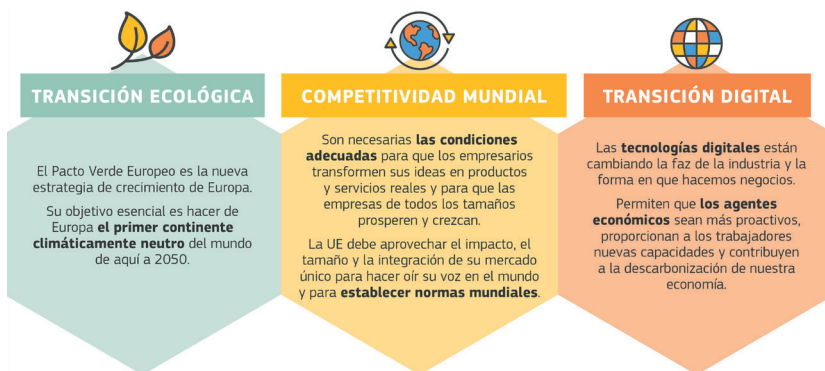 TRANSICIÓN ECOLÓGICA
El Pacto Verde Europeo es la nueva
estrategia de crecimiento de Europa.
Su objetivo esencial es hacer de
Europa el primer continente
climáticamente neutro del mundo
de aquí a 2050.
COMPETITIVIDAD MUNDIAL
Son necesarias las condiciones
adecuadas para que los empresarios
transformen sus ideas en productos
y servicios reales y para que las
empresas de todos los tamaños
prosperen y crezcan.
La UE debe aprovechar el impacto, el
tamaño y la integración de su mercado
único para hacer oír su voz en el mundo
y para establecer normas mundiales.
TRANSICIÓN DIGITAL
Las tecnologías digitales están
cambiando la faz de la industria y la
forma en que hacemos negocios.
Permiten que los agentes
económicos sean más proactivos,
proporcionan a los trabajadores
nuevas capacidades y contribuyen
a la descarbonización de nuestra
economía.